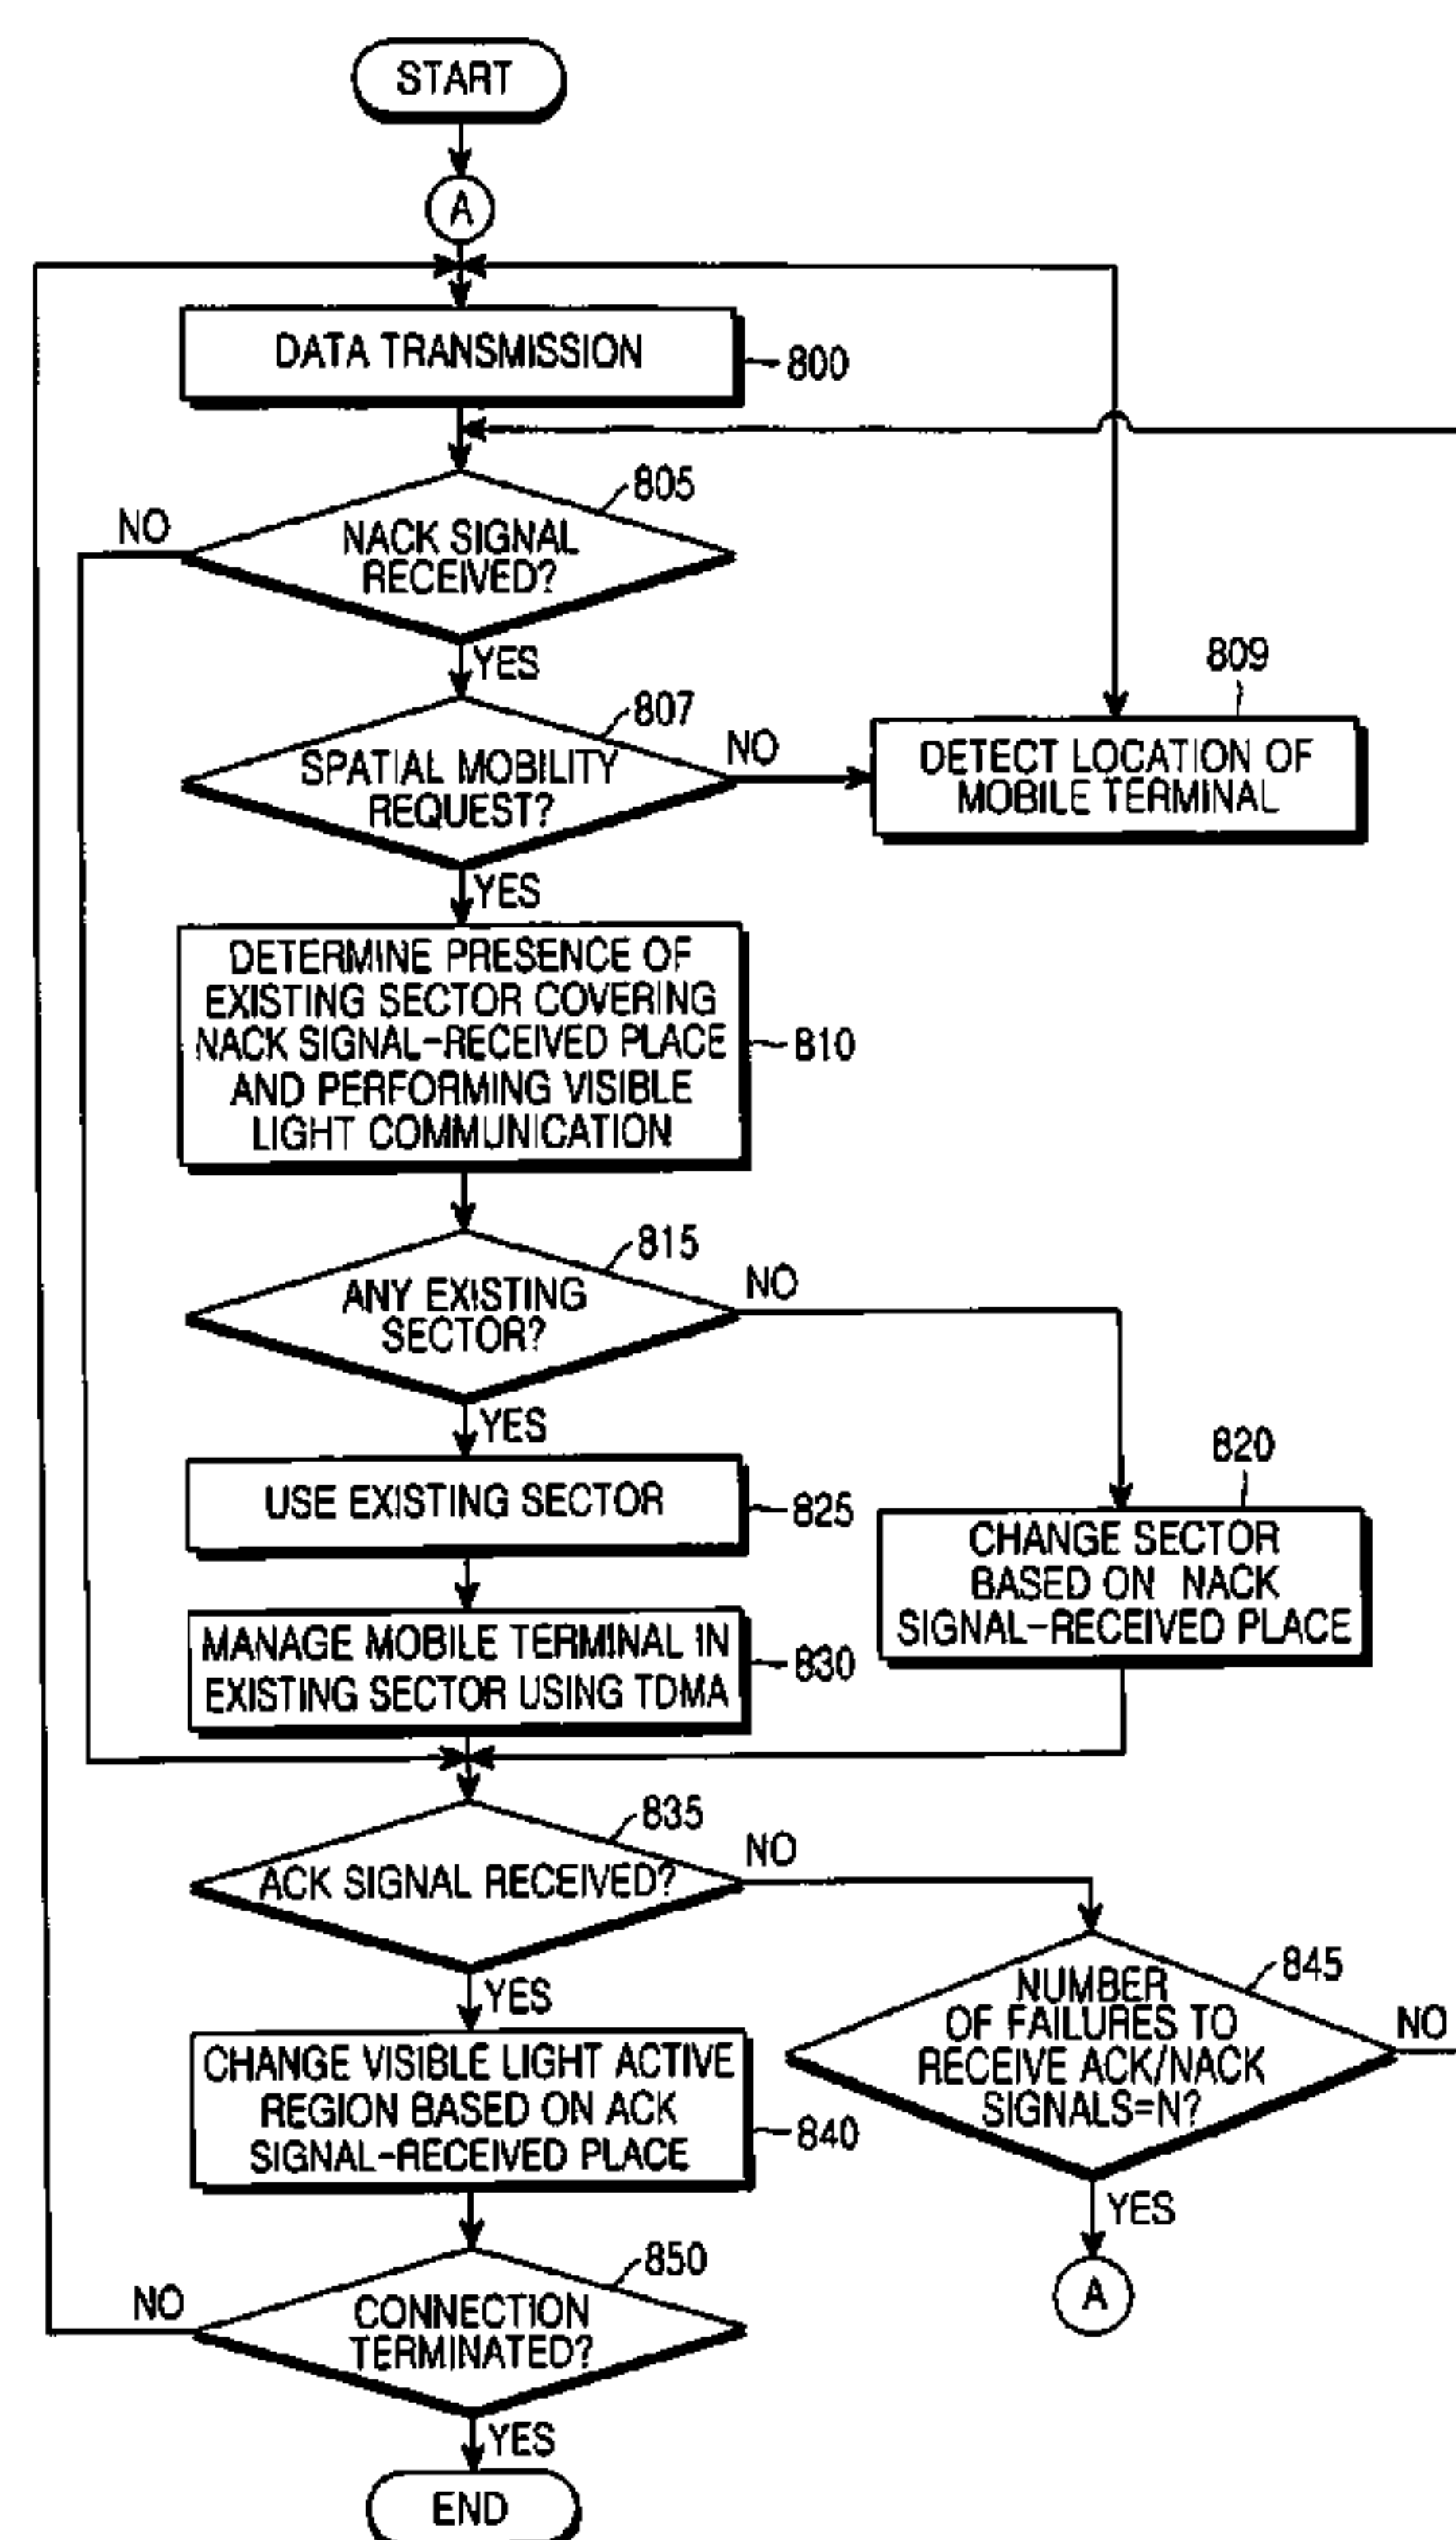 START
A
DATA TRANSMISSION
800
805
NO
NACK SIGNAL
RECEIVED?
YES
807
SPATIAL MOBILITY
REQUEST?
NO
809
DETECT LOCATION OF
MOBILE TERMINAL
YES
DETERMINE PRESENCE OF
EXISTING SECTOR COVERING
NACK SIGNAL-RECEIVED PLACE
AND PERFORMING VISIBLE
LIGHT COMMUNICATION
810
815
ANY EXISTING
SECTOR?
NO
YES
820
USE EXISTING SECTOR
825
CHANGE SECTOR
BASED ON NACK
SIGNAL-RECEIVED PLACE
MANAGE MOBILE TERMINAL IN
EXISTING SECTOR USING TDMA
830
835
ACK SIGNAL RECEIVED?
NO
YES
845
NUMBER
OF FAILURES TO
RECEIVE ACK/NACK
SIGNALS=N?
NO
CHANGE VISIBLE LIGHT ACTIVE
REGION BASED ON ACK
SIGNAL-RECEIVED PLACE
840
YES
A
850
NO
CONNECTION
TERMINATED?
YES
END